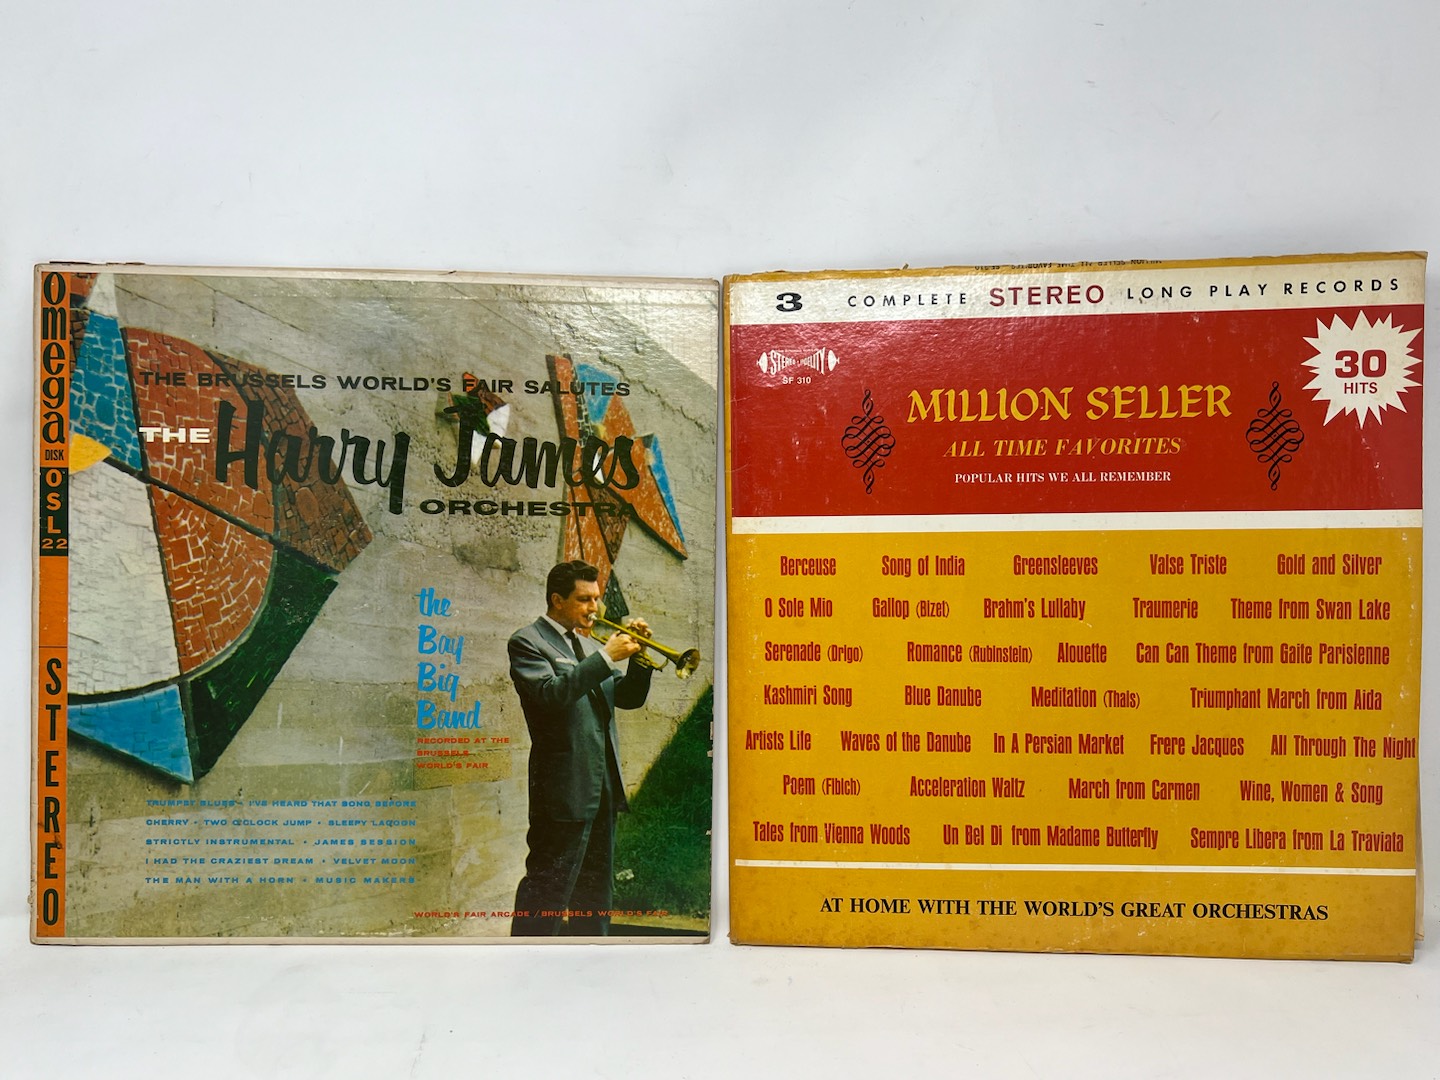 Omega
DISK
OSL
22
STEREO
THE BRUSSELS WORLD'S FAIR SALUTES
THE Harry James
ORCHESTRA
the
Bay
Big
Band
RECORDED AT THE
BRUSSELS
WORLD'S FAIR
TRUMPET BLUES • I'VE HEARD THAT SONG BEFORE
CHERRY • TWO O'CLOCK JUMP • SLEEPY LAGOON
STRICTLY INSTRUMENTAL • JAMES SESSION
I HAD THE CRAZIEST DREAM • VELVET MOON
THE MAN WITH A HORN • MUSIC MAKERS
WORLD'S FAIR ARCADE / BRUSSELS WORLD'S FAIR
3 COMPLETE STEREO LONG PLAY RECORDS
STEREO-FIDELITY
SF 310
30
HITS
MILLION SELLER
ALL TIME FAVORITES
POPULAR HITS WE ALL REMEMBER
Berceuse Song of India Greensleeves Valse Triste Gold and Silver
O Sole Mio Gallop (Bizet) Brahm's Lullaby Traumerie Theme from Swan Lake
Serenade (Drigo) Romance (Rubinstein) Alouette Can Can Theme from Gaite Parisienne
Kashmiri Song Blue Danube Meditation (Thais) Triumphant March from Aida
Artists Life Waves of the Danube In A Persian Market Frere Jacques All Through The Night
Poem (Fibich) Acceleration Waltz March from Carmen Wine, Women & Song
Tales from Vienna Woods Un Bel Di from Madame Butterfly Sempre Libera from La Traviata
AT HOME WITH THE WORLD'S GREAT ORCHESTRAS